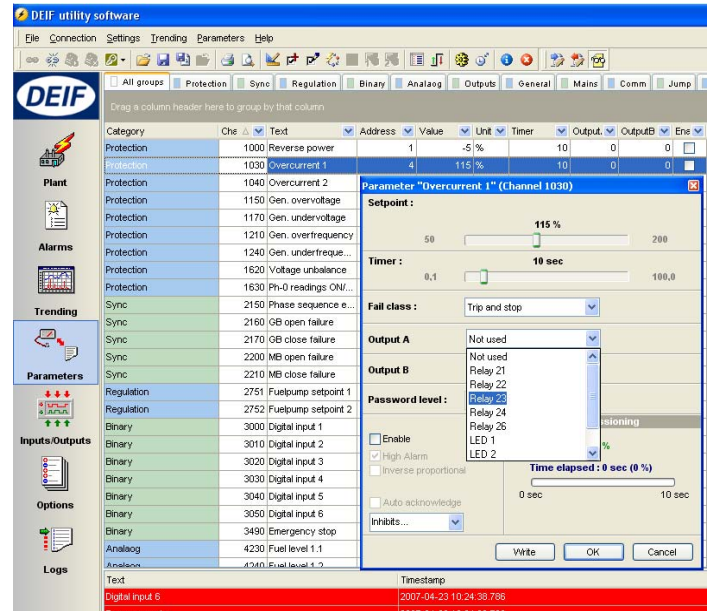 DEIF utility software
File Connection Settings Trending Parameters Help
All groups Protection Sync Regulation Binary Analaog Outputs General Mains Comm Jump
DEIF
Drag a column header here to group by that column
Category Cha Text Address Value Unit Timer Output. OutputB Ena
Protection 1000 Reverse power 1 -5 % 10 0 0
Protection 1030 Overcurrent 1 4 115 % 10 0 0
Protection 1040 Overcurrent 2
Protection 1150 Gen. overvoltage
Protection 1170 Gen. undervoltage
Protection 1210 Gen. overfrequency
Protection 1240 Gen. underfreque...
Protection 1620 Voltage unbalance
Protection 1630 Ph-0 readings ON/...
Sync 2150 Phase sequence e...
Sync 2160 GB open failure
Sync 2170 GB close failure
Sync 2200 MB open failure
Sync 2210 MB close failure
Regulation 2751 Fuelpump setpoint 1
Regulation 2752 Fuelpump setpoint 2
Binary 3000 Digital input 1
Binary 3010 Digital input 2
Binary 3020 Digital input 3
Binary 3030 Digital input 4
Binary 3040 Digital input 5
Binary 3050 Digital input 6
Binary 3490 Emergency stop
Analaog 4230 Fuel level 1.1
Analaog 4240 Fuel level 1.2
Plant
Alarms
Trending
Parameters
Inputs/Outputs
Options
Logs
Parameter "Overcurrent 1" (Channel 1030)
Setpoint :
115 %
50 200
Timer :
10 sec
0,1 100,0
Fail class : Trip and stop
Output A Not used
Not used
Relay 21
Relay 22
Relay 23
Relay 24
Relay 26
LED 1
LED 2
Output B
Password level :
Enable
High Alarm
Inverse proportional
Auto acknowledge
Inhibits...
%
Time elapsed : 0 sec (0 %)
0 sec 10 sec
Write OK Cancel
Text Timestamp
Digital input 6 2007-04-23 10:24:38.786